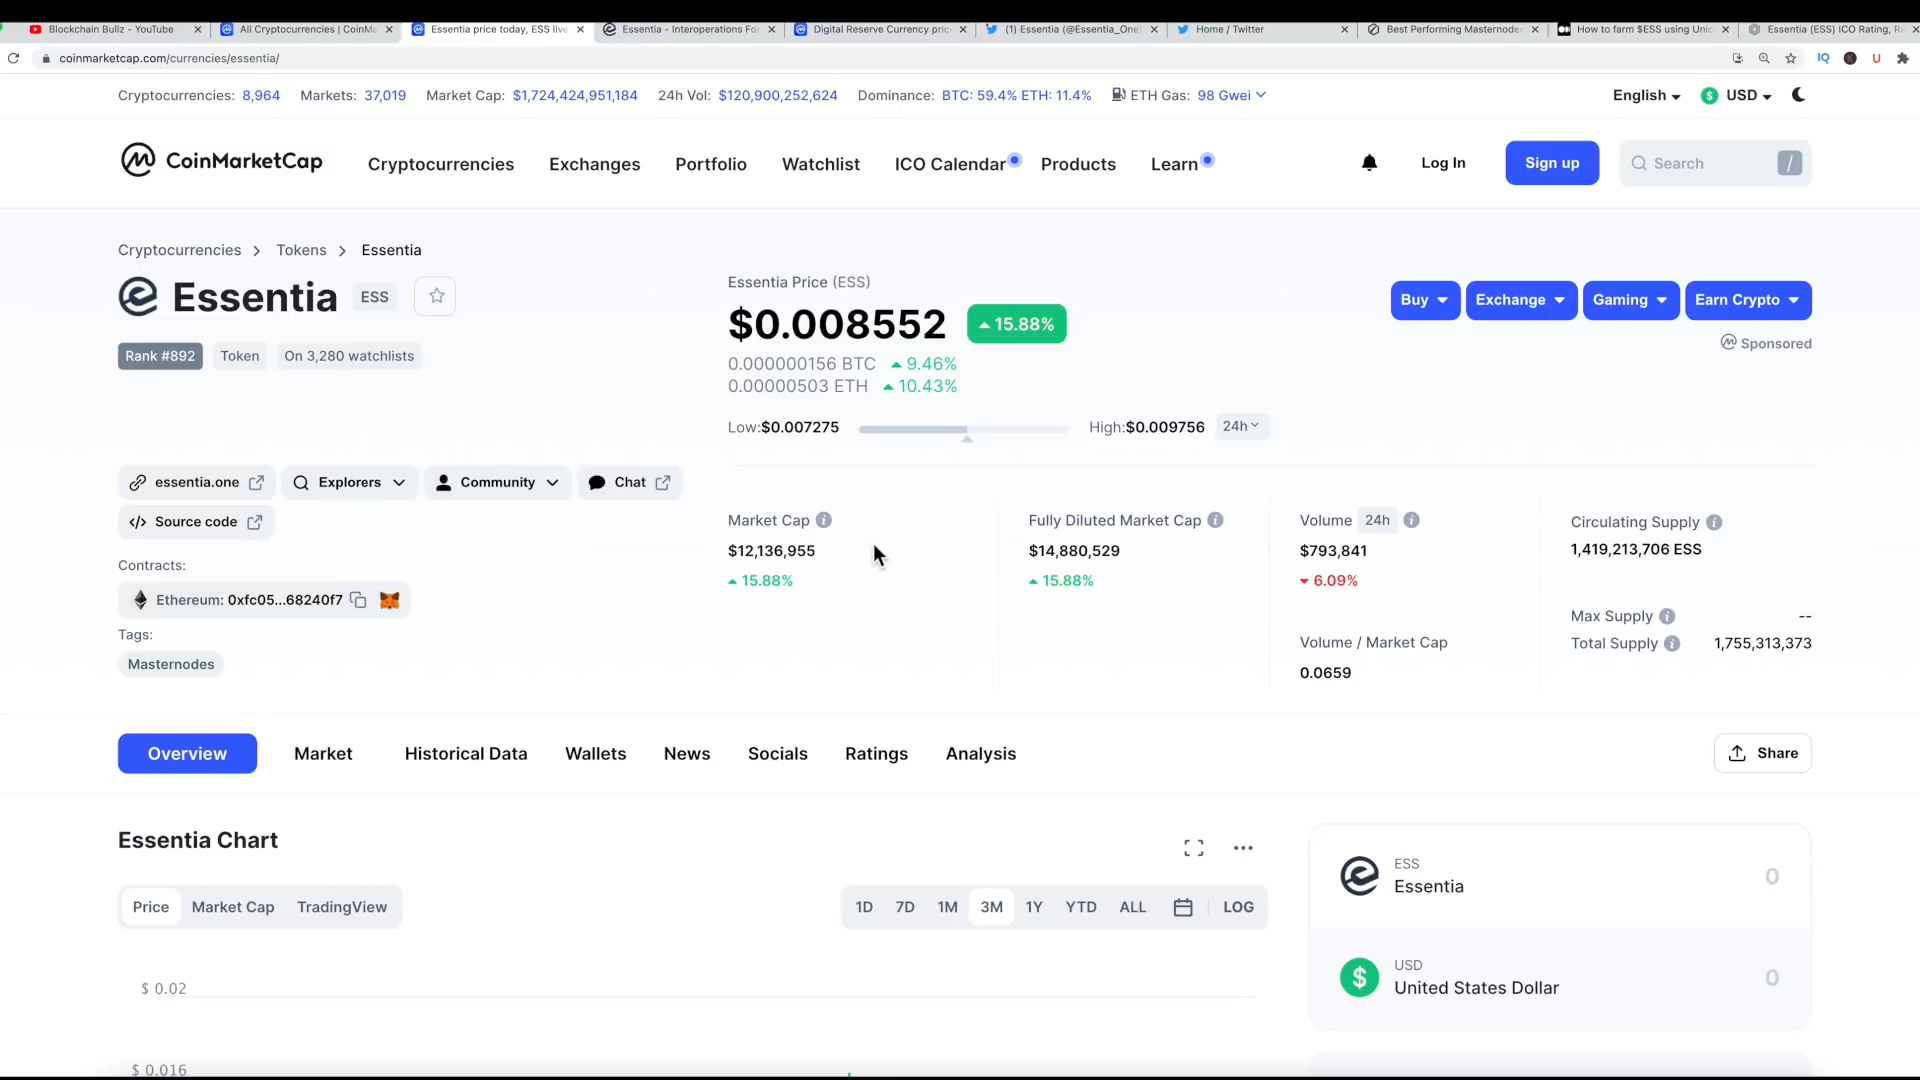 Blockchain Bullz - YouTube
All Cryptocurrencies | CoinMa
Essentia price today, ESS live
Essentia - Interoperations Fo
Digital Reserve Currency pric
(1) Essentia (@Essentia_One)
Home / Twitter
Best Performing Masternodes
How to farm $ESS using Unic
Essentia (ESS) ICO Rating, R
coinmarketcap.com/currencies/essentia/
Cryptocurrencies: 8,964 Markets: 37,019 Market Cap: $1,724,424,951,184 24h Vol: $120,900,252,624 Dominance: BTC: 59.4% ETH: 11.4% ETH Gas: 98 Gwei
English $ USD
CoinMarketCap Cryptocurrencies Exchanges Portfolio Watchlist ICO Calendar Products Learn Log In Sign up Search /
Cryptocurrencies > Tokens > Essentia
Essentia ESS
Rank #892 Token On 3,280 watchlists
Essentia Price (ESS)
$0.008552 15.88%
0.000000156 BTC 9.46%
0.00000503 ETH 10.43%
Low:$0.007275 High:$0.009756 24h
Buy Exchange Gaming Earn Crypto
Sponsored
essentia.one Explorers Community Chat
Source code
Contracts:
Ethereum: 0xfc05...68240f7
Tags:
Masternodes
Market Cap
$12,136,955
15.88%
Fully Diluted Market Cap
$14,880,529
15.88%
Volume 24h
$793,841
6.09%
Volume / Market Cap
0.0659
Circulating Supply
1,419,213,706 ESS
Max Supply --
Total Supply 1,755,313,373
Overview Market Historical Data Wallets News Socials Ratings Analysis Share
Essentia Chart
Price Market Cap TradingView
1D 7D 1M 3M 1Y YTD ALL LOG
$ 0.02
$ 0.016
ESS
Essentia 0
USD
$ United States Dollar 0